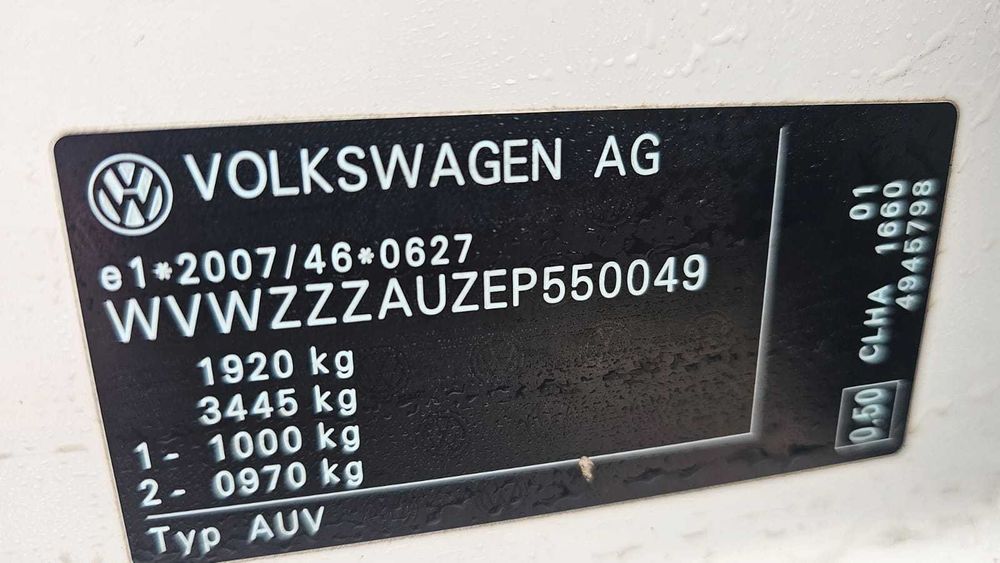 VOLKSWAGEN AG
e1*2007/46*0627
WVWZZZAUZEP550049
1920 kg
3445 kg
1- 1000 kg
2- 0970 kg
Typ AUV
01
CLHA 1660
4945798
0.50